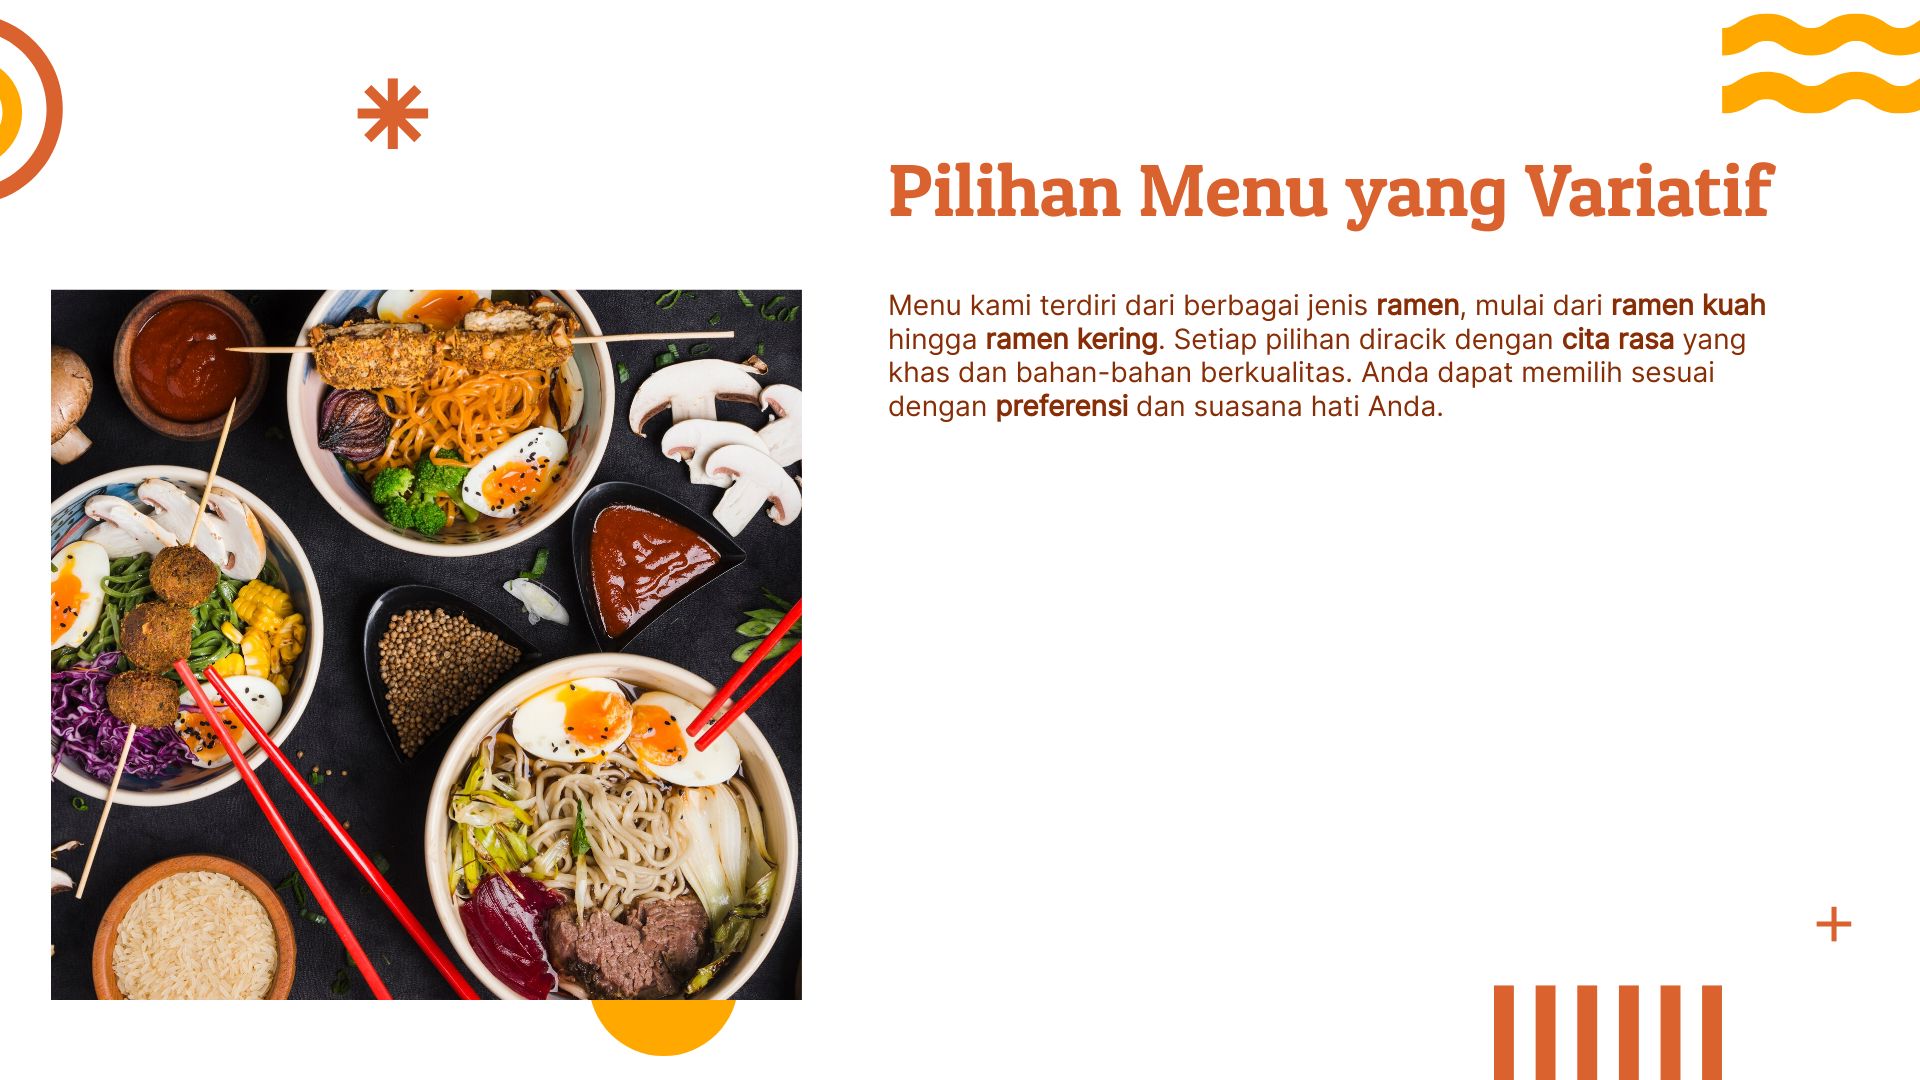 Pilihan Menu yang Variatif
Menu kami terdiri dari berbagai jenis ramen, mulai dari ramen kuah
hingga ramen kering. Setiap pilihan diracik dengan cita rasa yang
khas dan bahan-bahan berkualitas. Anda dapat memilih sesuai
dengan preferensi dan suasana hati Anda.